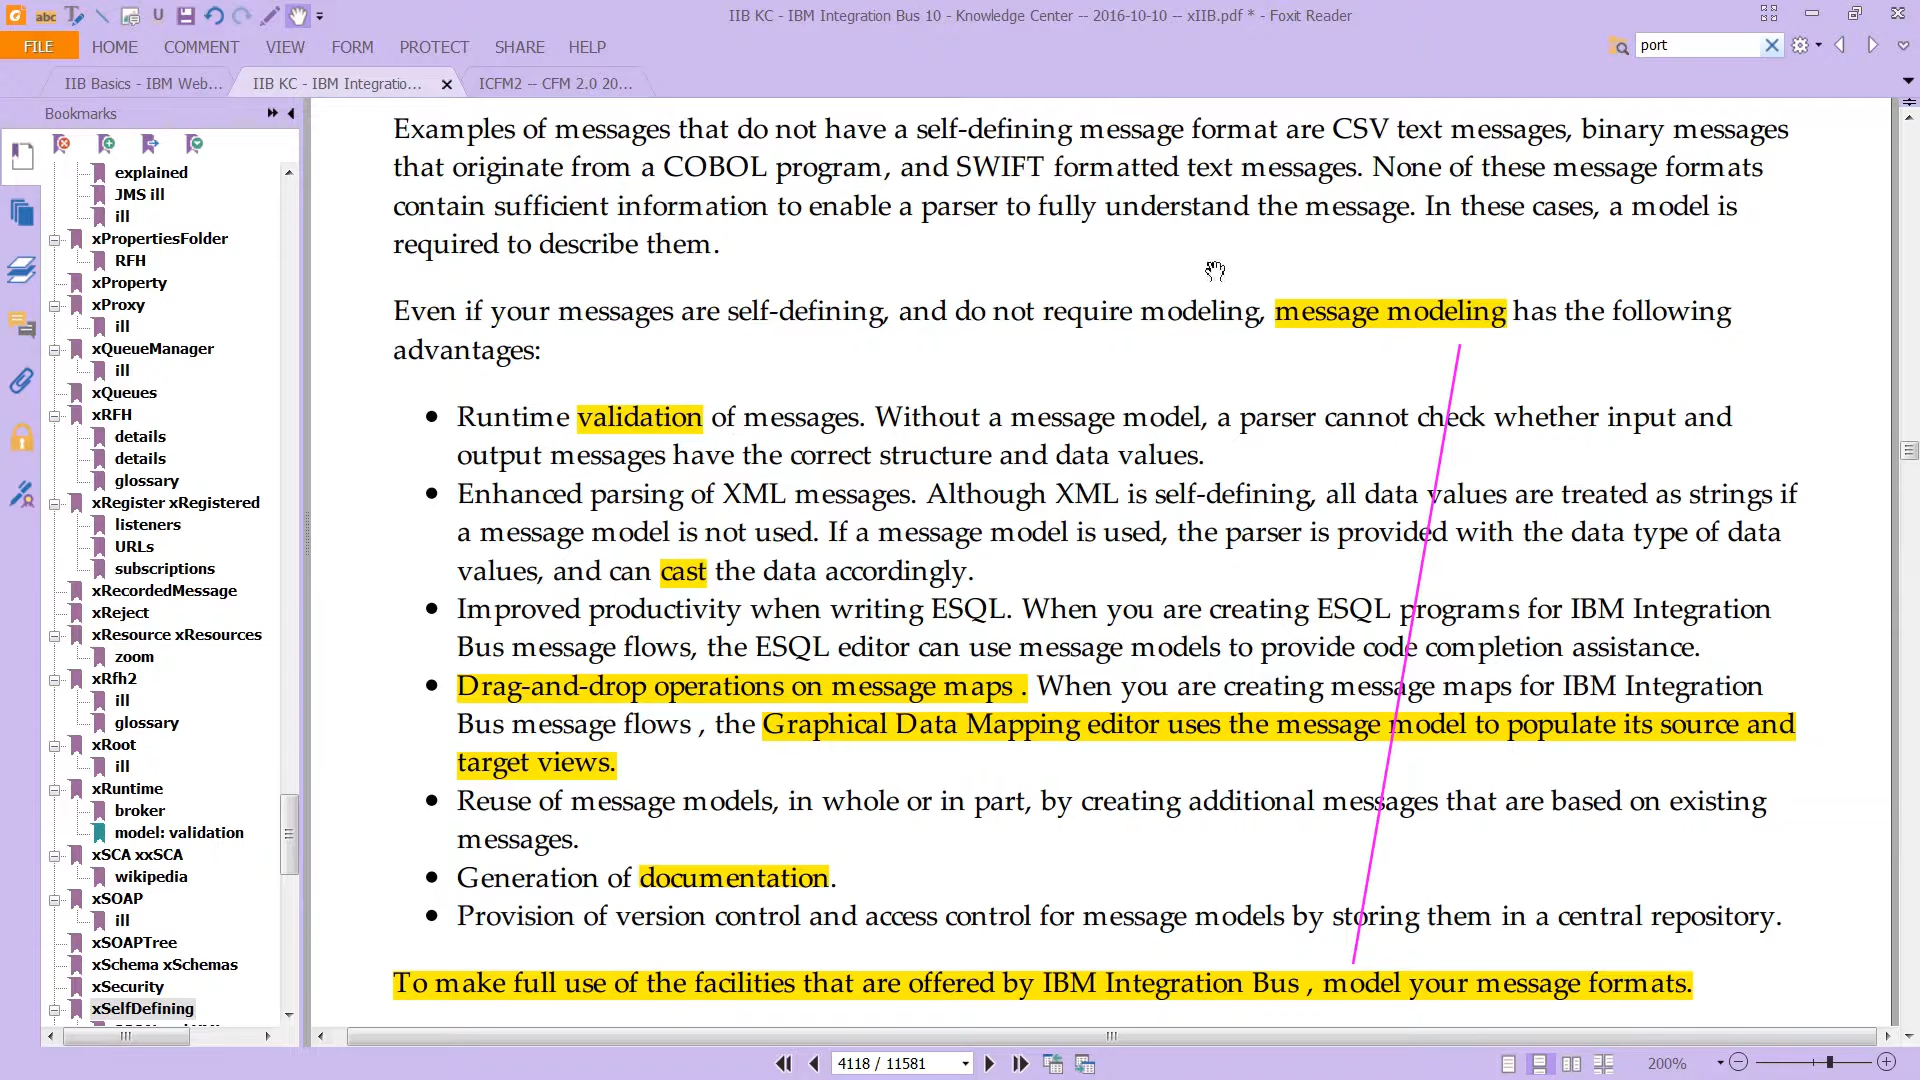 IIB KC - IBM Integration Bus 10 - Knowledge Center -- 2016-10-10 -- xIIB.pdf * - Foxit Reader
FILE HOME COMMENT VIEW FORM PROTECT SHARE HELP
port
IIB Basics - IBM Web... IIB KC - IBM Integratio... ICFM2 -- CFM 2.0 20...
Bookmarks
explained
JMS ill
ill
xPropertiesFolder
RFH
xProperty
xProxy
ill
xQueueManager
ill
xQueues
xRFH
details
details
glossary
xRegister xRegistered
listeners
URLs
subscriptions
xRecordedMessage
xReject
xResource xResources
zoom
xRfh2
ill
glossary
xRoot
ill
xRuntime
broker
model: validation
xSCA xxSCA
wikipedia
xSOAP
ill
xSOAPTree
xSchema xSchemas
xSecurity
xSelfDefining
Examples of messages that do not have a self-defining message format are CSV text messages, binary messages
that originate from a COBOL program, and SWIFT formatted text messages. None of these message formats
contain sufficient information to enable a parser to fully understand the message. In these cases, a model is
required to describe them.
Even if your messages are self-defining, and do not require modeling, message modeling has the following
advantages:
• Runtime validation of messages. Without a message model, a parser cannot check whether input and
output messages have the correct structure and data values.
• Enhanced parsing of XML messages. Although XML is self-defining, all data values are treated as strings if
a message model is not used. If a message model is used, the parser is provided with the data type of data
values, and can cast the data accordingly.
• Improved productivity when writing ESQL. When you are creating ESQL programs for IBM Integration
Bus message flows, the ESQL editor can use message models to provide code completion assistance.
• Drag-and-drop operations on message maps . When you are creating message maps for IBM Integration
Bus message flows , the Graphical Data Mapping editor uses the message model to populate its source and
target views.
• Reuse of message models, in whole or in part, by creating additional messages that are based on existing
messages.
• Generation of documentation.
• Provision of version control and access control for message models by storing them in a central repository.
To make full use of the facilities that are offered by IBM Integration Bus , model your message formats.
4118 / 11581
200%